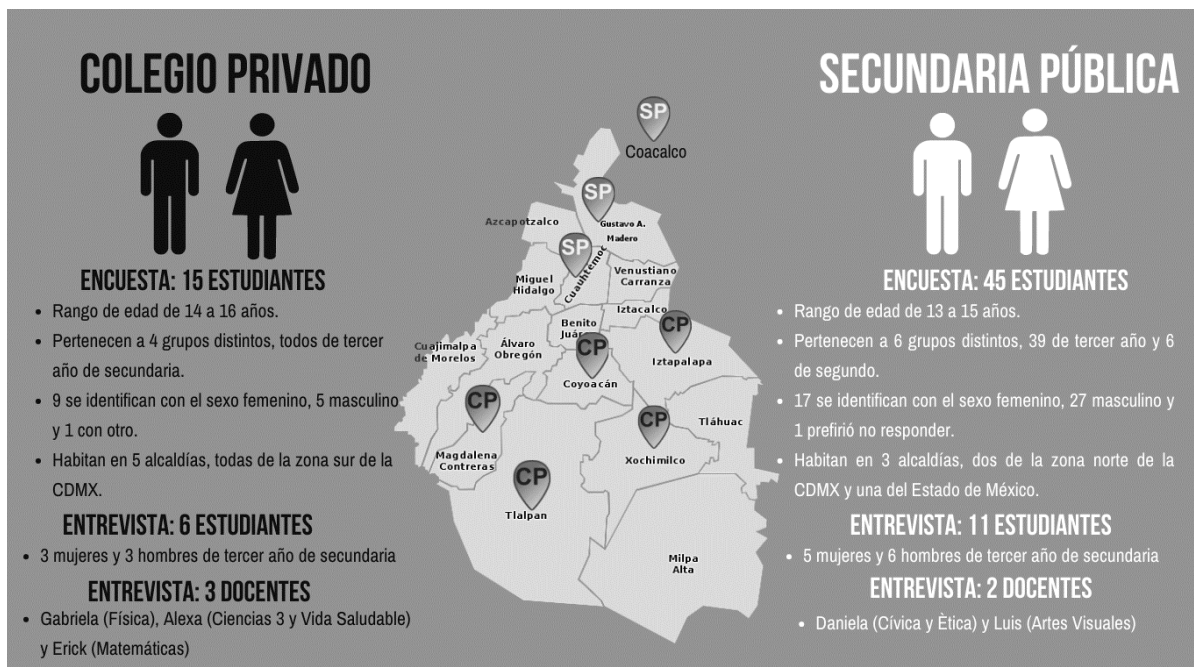 COLEGIO PRIVADO
ENCUESTA: 15 ESTUDIANTES
• Rango de edad de 14 a 16 años.
• Pertenecen a 4 grupos distintos, todos de tercer
año de secundaria.
• 9 se identifican con el sexo femenino, 5 masculino
y 1 con otro.
• Habitan en 5 alcaldías, todas de la zona sur de la
CDMX.
ENTREVISTA: 6 ESTUDIANTES
• 3 mujeres y 3 hombres de tercer año de secundaria
ENTREVISTA: 3 DOCENTES
• Gabriela (Física), Alexa (Ciencias 3 y Vida Saludable)
y Erick (Matemáticas)
SP
Coacalco
SP
Azcapotzalco
Gustavo A.
Madero
SP
Cuauhtemoc
Miguel
Hidalgo
Venustiano
Carranza
Iztacalco
Benito
Juár
CP
Iztapalapa
Cuajimalpa
de Morelos
Álvaro
Obregón
CP
Coyoacán
CP
Magdalena
Contreras
CP
Xochimilco
Tláhuac
CP
Tlalpan
Milpa
Alta
SECUNDARIA PÚBLICA
ENCUESTA: 45 ESTUDIANTES
• Rango de edad de 13 a 15 años.
• Pertenecen a 6 grupos distintos, 39 de tercer año y 6
de segundo.
• 17 se identifican con el sexo femenino, 27 masculino y
1 prefirió no responder.
• Habitan en 3 alcaldías, dos de la zona norte de la
CDMX y una del Estado de México.
ENTREVISTA: 11 ESTUDIANTES
• 5 mujeres y 6 hombres de tercer año de secundaria
ENTREVISTA: 2 DOCENTES
• Daniela (Cívica y Ètica) y Luis (Artes Visuales)